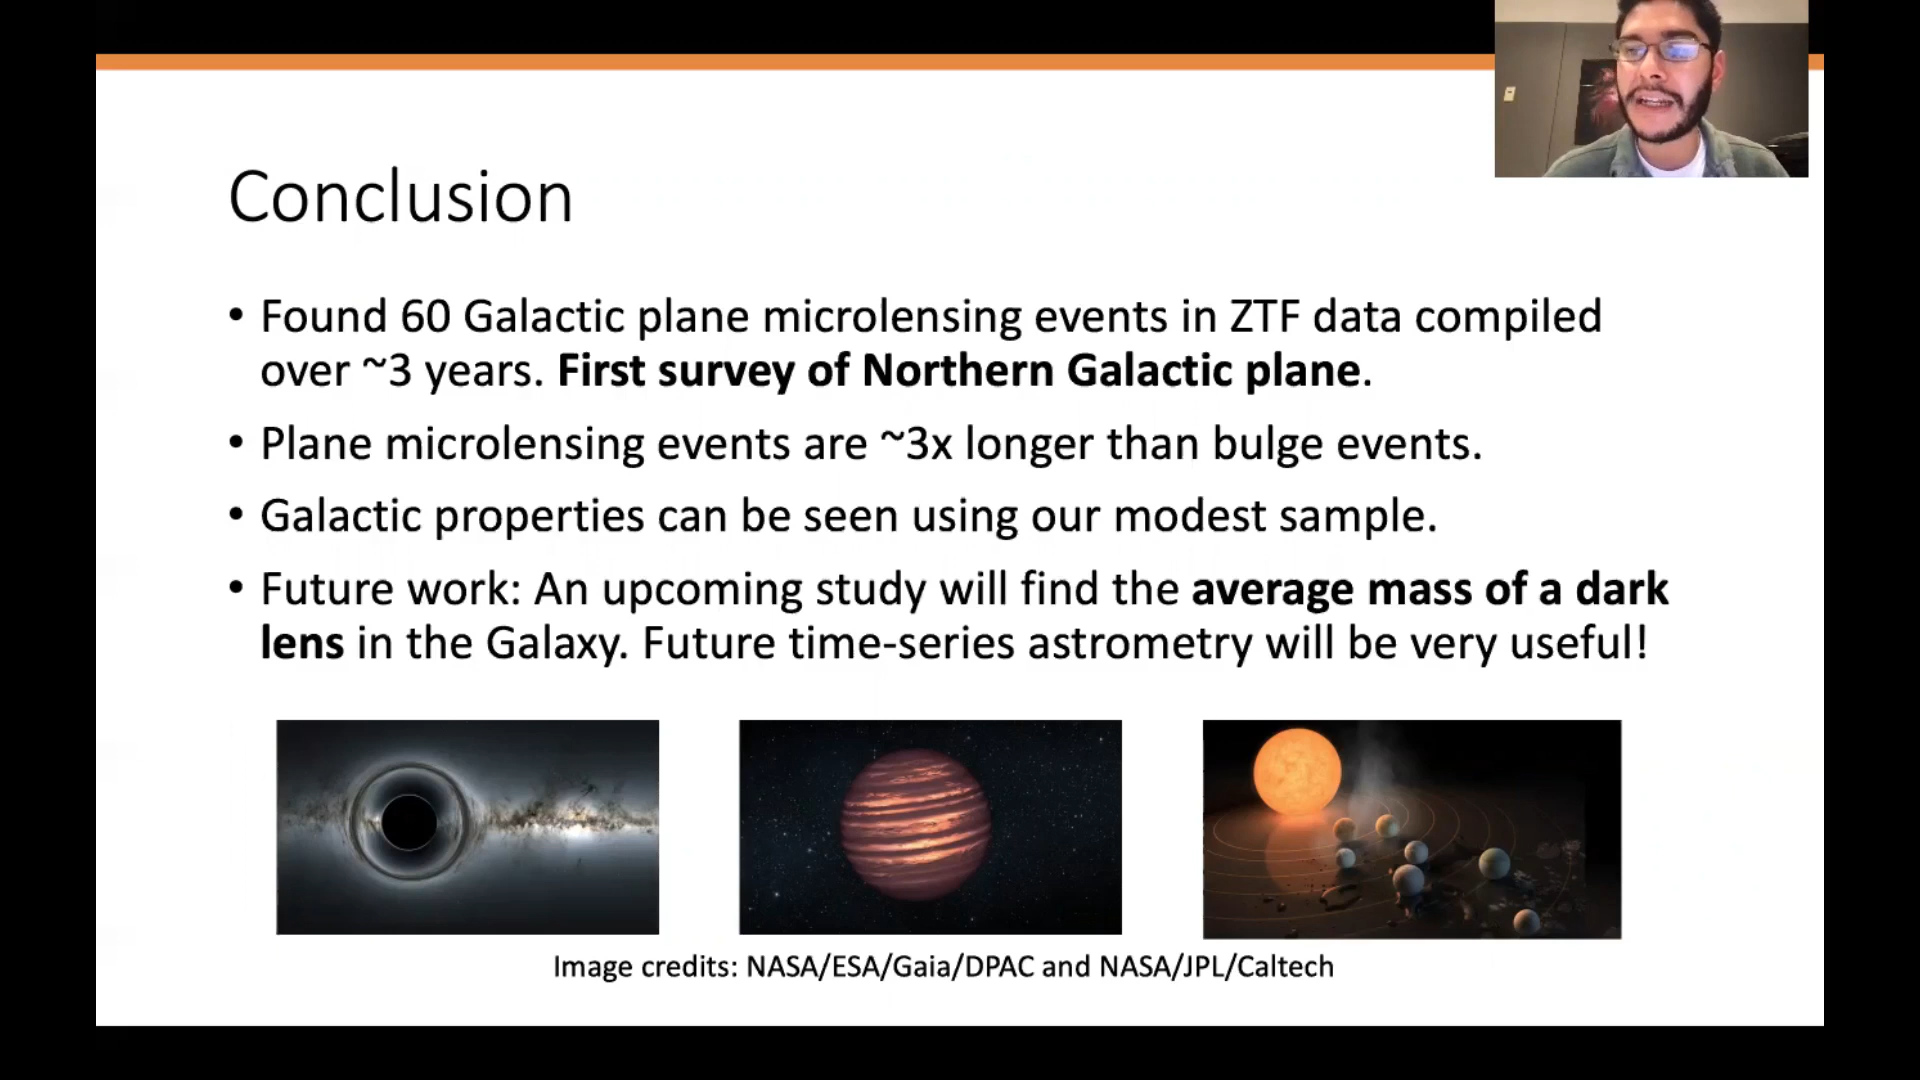 Conclusion
• Found 60 Galactic plane microlensing events in ZTF data compiled
over ~3 years. First survey of Northern Galactic plane.
• Plane microlensing events are ~3x longer than bulge events.
• Galactic properties can be seen using our modest sample.
• Future work: An upcoming study will find the average mass of a dark
lens in the Galaxy. Future time-series astrometry will be very useful!
Image credits: NASA/ESA/Gaia/DPAC and NASA/JPL/Caltech